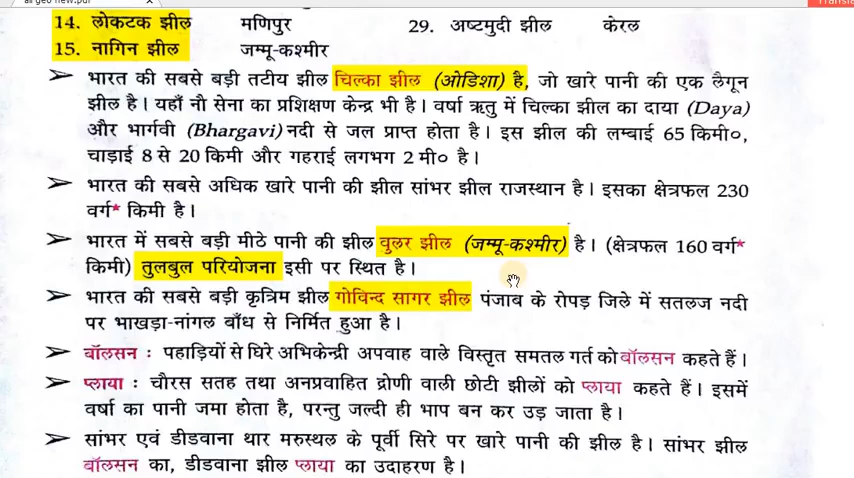 al geo new.pdf
14. लोकटक झील मणिपुर 29. अष्टमुदी झील केरल
15. नागिन झील जम्मू-कश्मीर
➢ भारत की सबसे बड़ी तटीय झील चिल्का झील (ओडिशा) है, जो खारे पानी की एक लैगून
झील है। यहाँ नौ सेना का प्रशिक्षण केन्द्र भी है। वर्षा ऋतु में चिल्का झील का दाया (Daya)
और भार्गवी (Bhargavi) नदी से जल प्राप्त होता है। इस झील की लम्बाई 65 किमी०,
चाड़ाई 8 से 20 किमी और गहराई लगभग 2 मी० है।
➢ भारत की सबसे अधिक खारे पानी की झील सांभर झील राजस्थान है। इसका क्षेत्रफल 230
वर्ग* किमी है।
➢ भारत में सबसे बड़ी मीठे पानी की झील वुलर झील (जम्मू-कश्मीर) है। (क्षेत्रफल 160 वर्ग*
किमी) तुलबुल परियोजना इसी पर स्थित है।
➢ भारत की सबसे बड़ी कृत्रिम झील गोविन्द सागर झील पंजाब के रोपड़ जिले में सतलज नदी
पर भाखड़ा-नांगल बाँध से निर्मित हुआ है।
➢ बॉलसन : पहाड़ियों से घिरे अभिकेन्द्री अपवाह वाले विस्तृत समतल गर्त को बॉलसन कहते हैं।
➢ प्लाया : चौरस सतह तथा अनप्रवाहित द्रोणी वाली छोटी झीलों को प्लाया कहते हैं। इसमें
वर्षा का पानी जमा होता है, परन्तु जल्दी ही भाप बन कर उड़ जाता है।
➢ सांभर एवं डीडवाना थार मरुस्थल के पूर्वी सिरे पर खारे पानी की झील है। सांभर झील
बॉलसन का, डीडवाना झील प्लाया का उदाहरण है।